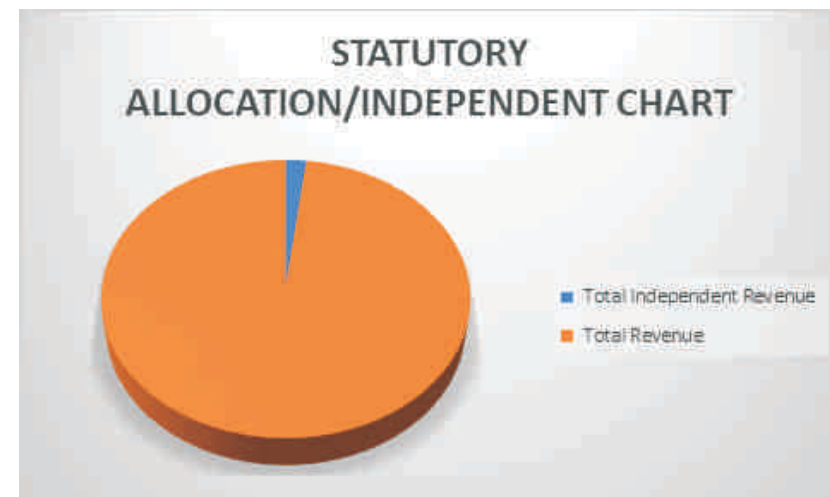 STATUTORY
ALLOCATION/INDEPENDENT CHART
Total Independent Revenue
Total Revenue